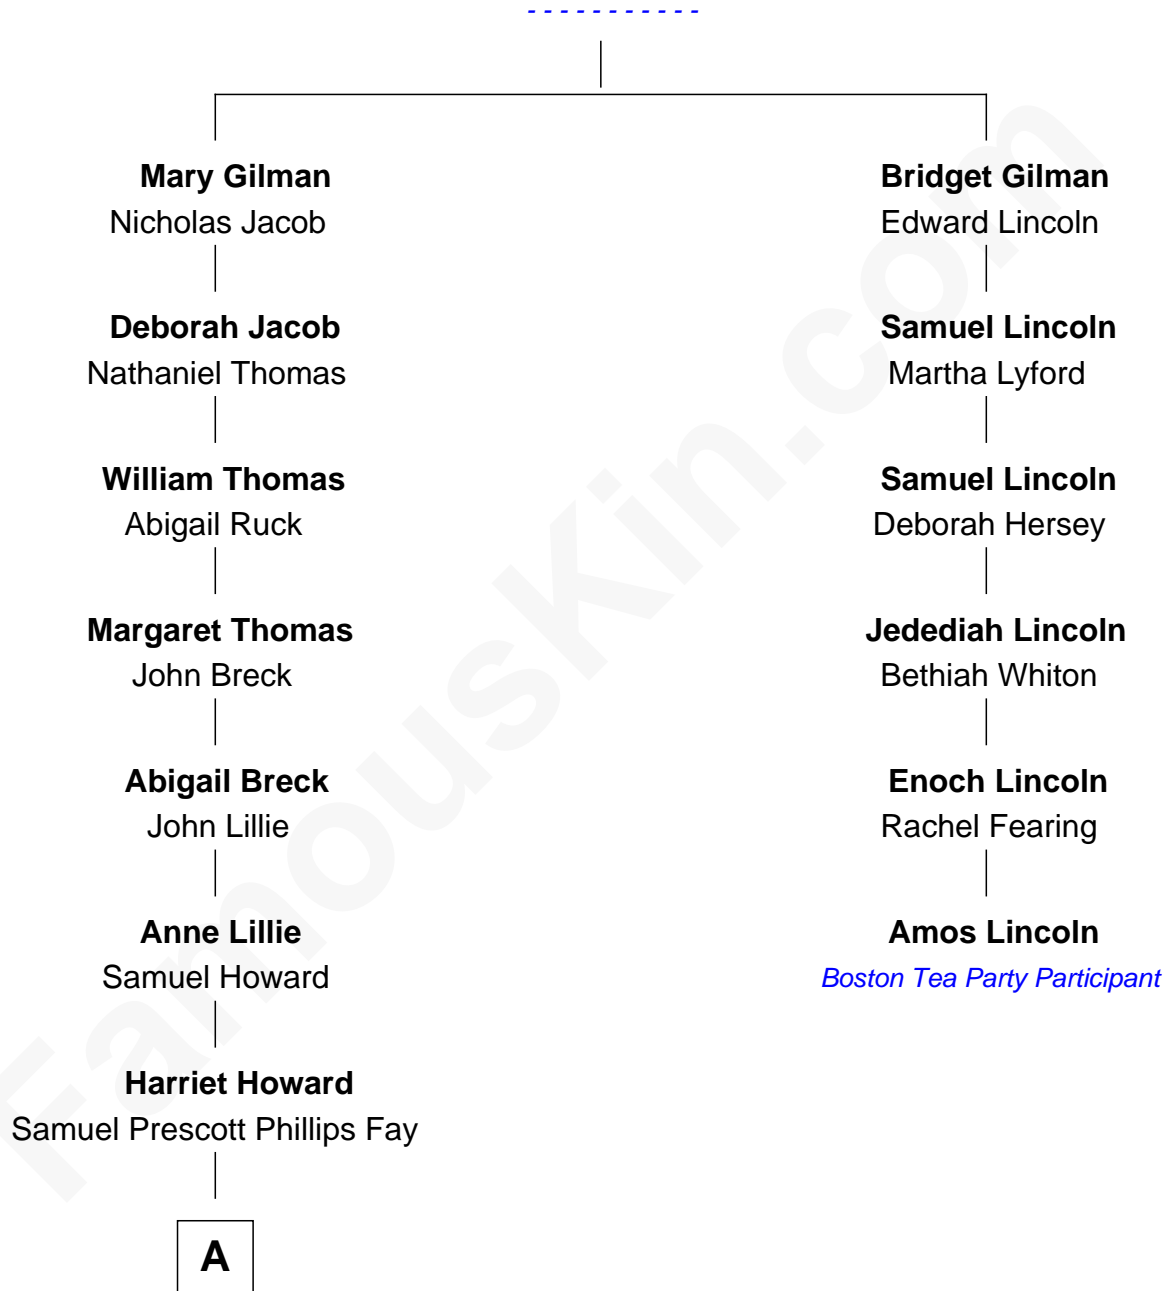 - - - - - - - - - - -
Mary Gilman
Nicholas Jacob
Bridget Gilman
Edward Lincoln
Deborah Jacob
Nathaniel Thomas
Samuel Lincoln
Martha Lyford
William Thomas
Abigail Ruck
Samuel Lincoln
Deborah Hersey
Margaret Thomas
John Breck
Jedediah Lincoln
Bethiah Whiton
Abigail Breck
John Lillie
Enoch Lincoln
Rachel Fearing
Anne Lillie
Samuel Howard
Amos Lincoln
Boston Tea Party Participant
Harriet Howard
Samuel Prescott Phillips Fay
A
FamousKin.com